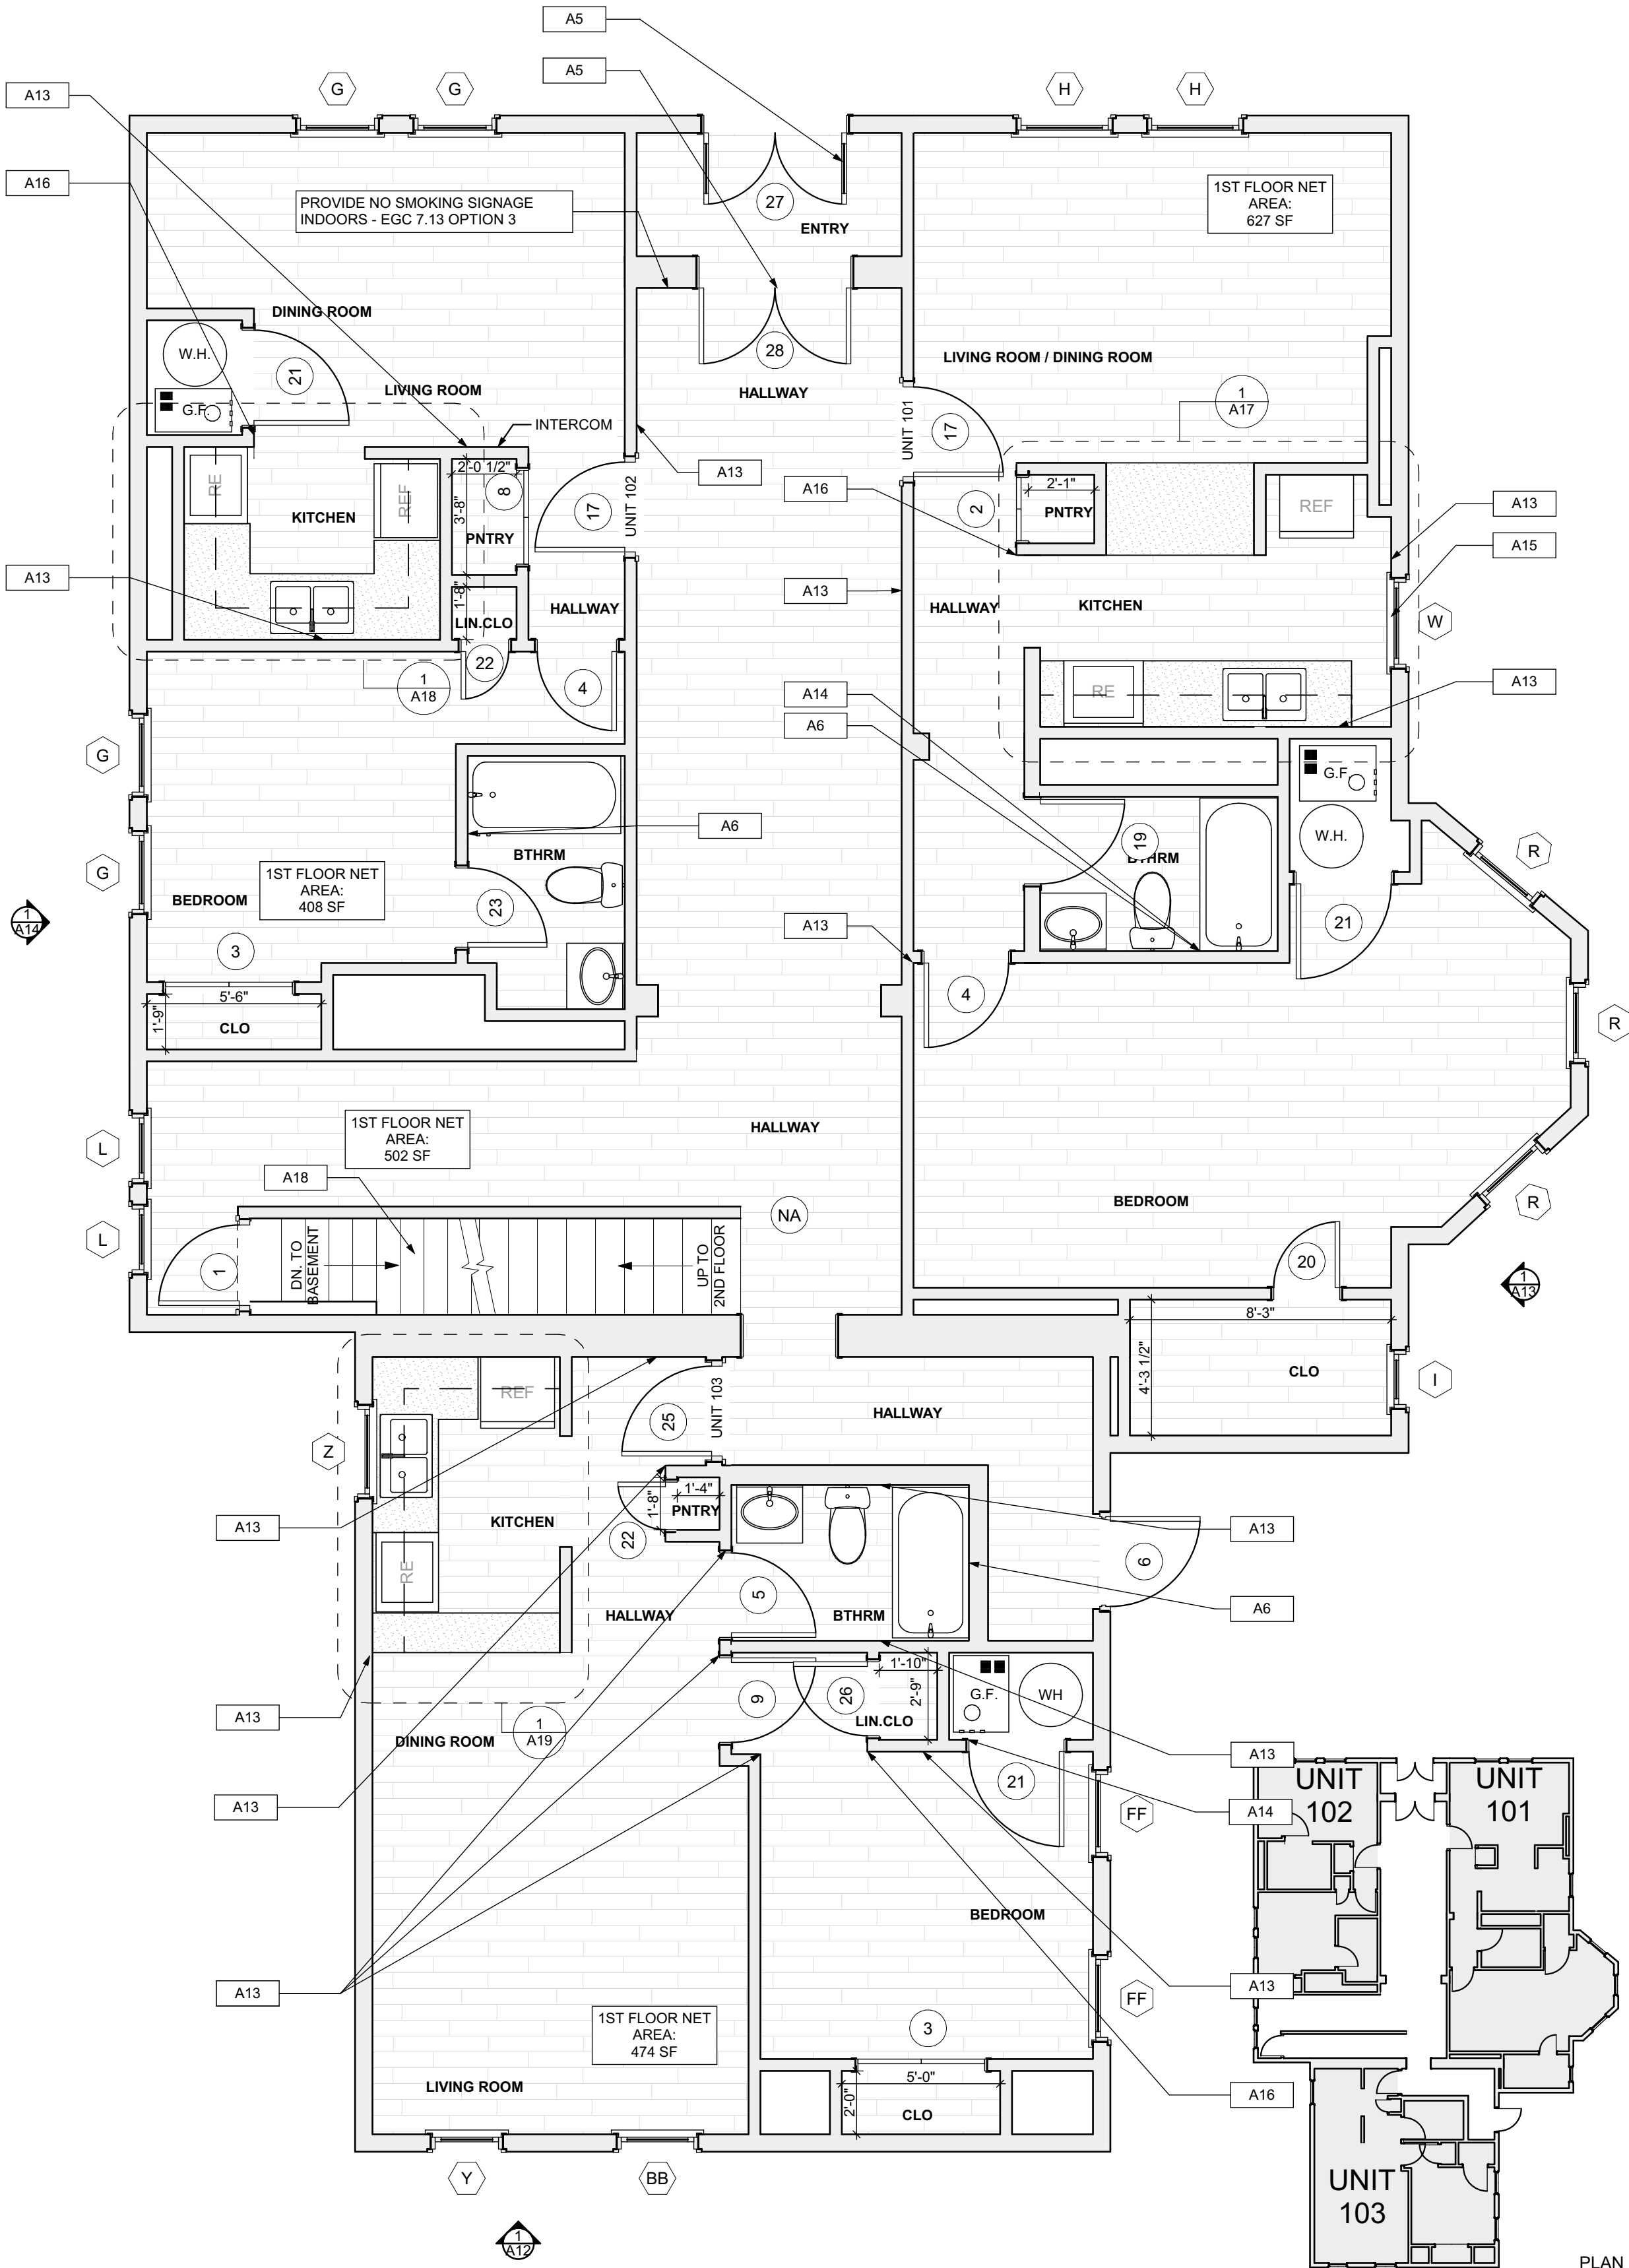 A5
A5
A13
G
G
H
H
A16
PROVIDE NO SMOKING SIGNAGE
INDOORS - EGC 7.13 OPTION 3
27
ENTRY
1ST FLOOR NET
AREA:
627 SF
DINING ROOM
W.H.
21
G.F.
LIVING ROOM
28
HALLWAY
LIVING ROOM / DINING ROOM
1
A17
INTERCOM
UNIT 101
17
A13
RE
REF
KITCHEN
2'-0 1/2"
8
3'-8"
PNTRY
17
UNIT 102
A16
2
2'-1"
PNTRY
REF
A13
A15
A13
1'-8"
LIN.CLO
HALLWAY
A13
HALLWAY
KITCHEN
W
22
4
1
A18
A14
A6
RE
A13
G
A6
G.F.
W.H.
BTHRM
19
BTHRM
R
G
1ST FLOOR NET
AREA:
408 SF
BEDROOM
23
A13
21
1
A14
3
5'-6"
1'-9"
CLO
4
R
L
1ST FLOOR NET
AREA:
502 SF
HALLWAY
A18
BEDROOM
R
NA
L
1
DN. TO
BASEMENT
UP TO
2ND FLOOR
20
1
A13
8'-3"
4'-3 1/2"
CLO
I
REF
UNIT 103
25
HALLWAY
Z
A13
KITCHEN
1'-4"
1'-8"
PNTRY
22
A13
RE
5
6
HALLWAY
BTHRM
A6
A13
9
26
1'-10"
2'-9"
LIN.CLO
G.F.
WH
DINING ROOM
1
A19
A13
A13
21
FF
A14
UNIT
102
UNIT
101
BEDROOM
A13
FF
A13
1ST FLOOR NET
AREA:
474 SF
3
LIVING ROOM
5'-0"
2'-0"
CLO
A16
Y
BB
UNIT
103
1
A12
PLAN